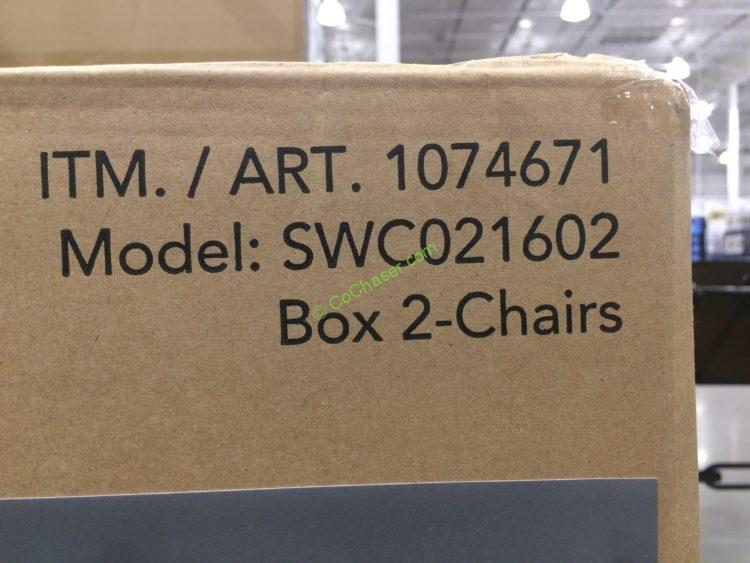 ITM. / ART. 1074671
Model: SWC021602
© CoChaser.com
Box 2-Chairs